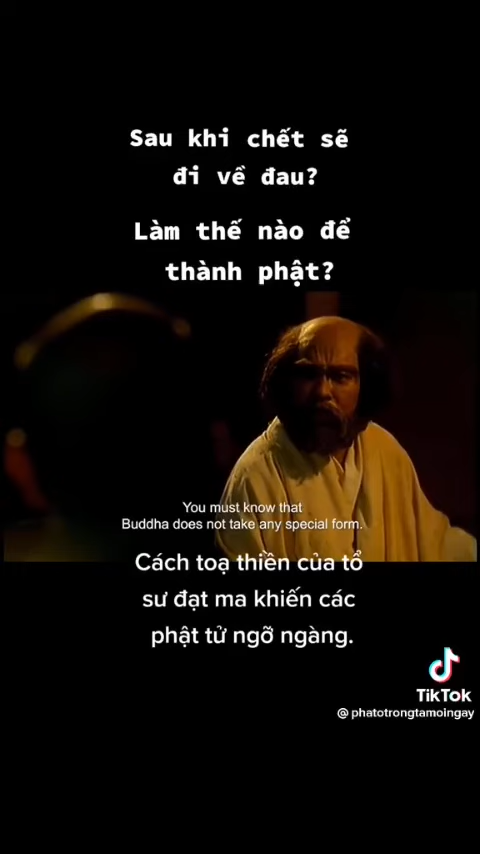 Sau khi chết sẽ
đi về đau?
Làm thế nào để
thành phật?
You must know that
Buddha does not take any special form.
Cách toạ thiền của tổ
sư đạt ma khiến các
phật tử ngỡ ngàng.
TikTok
@ phatotrongtamoingay